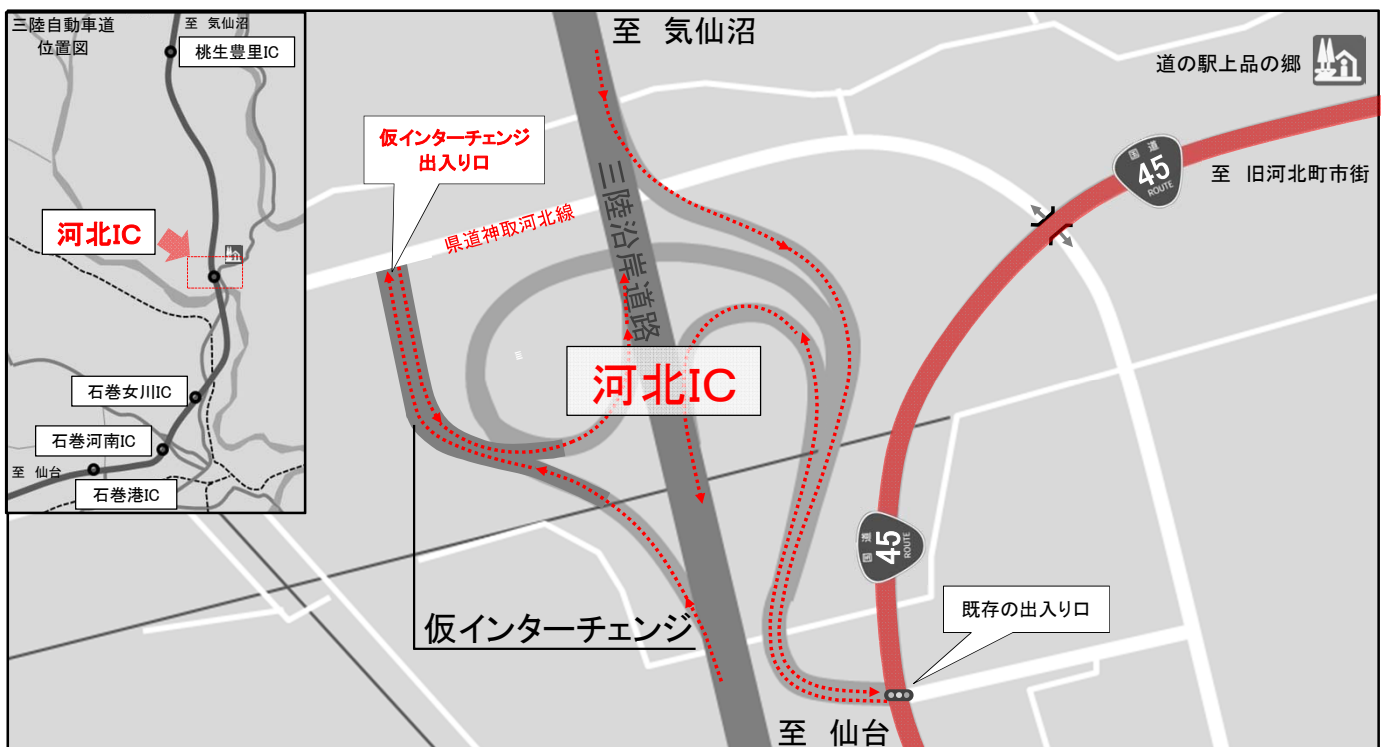 三陸自動車道
位置図
至 気仙沼
桃生豊里IC
河北IC
石巻女川IC
石巻河南IC
至 仙台
石巻港IC
至 気仙沼
道の駅上品の郷
仮インターチェンジ
出入り口
国道
45
ROUTE
至 旧河北町市街
県道神取河北線
三陸沿岸道路
河北IC
国道
45
ROUTE
既存の出入り口
仮インターチェンジ
至 仙台